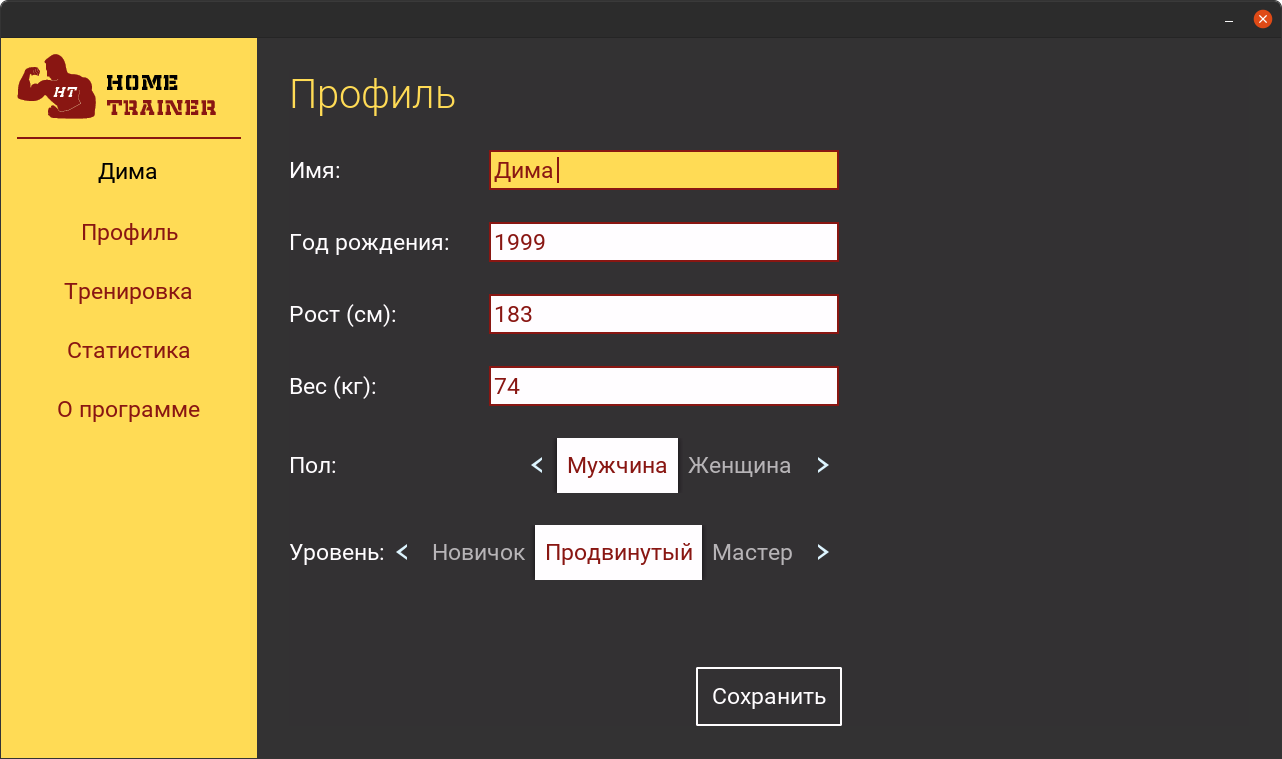 HT
HOME
TRAINER
Дима
Профиль
Тренировка
Статистика
О программе
Профиль
Имя: Дима
Год рождения: 1999
Рост (см): 183
Вес (кг): 74
Пол: < Мужчина Женщина >
Уровень: < Новичок Продвинутый Мастер >
Сохранить